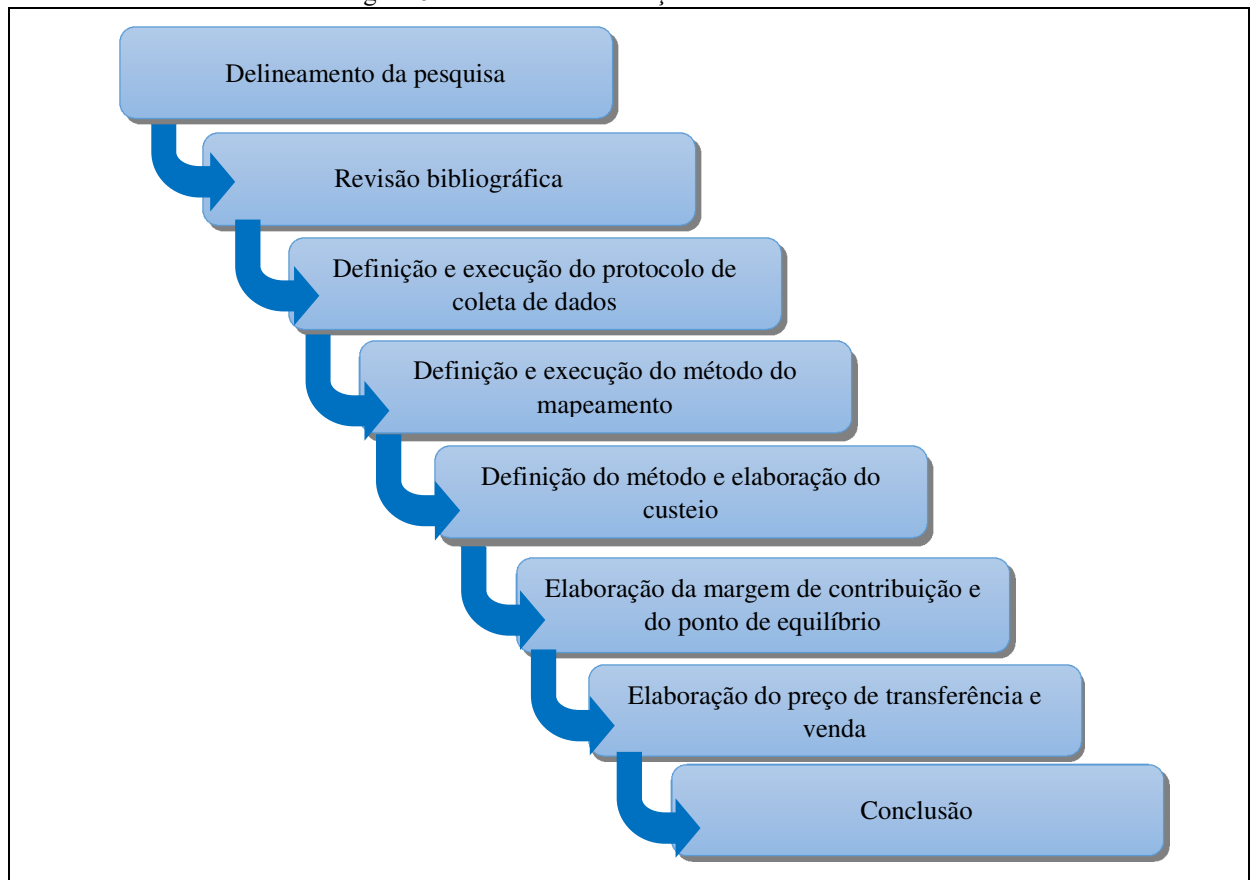 Delineamento da pesquisa
Revisão bibliográfica
Definição e execução do protocolo de
coleta de dados
Definição e execução do método do
mapeamento
Definição do método e elaboração do
custeio
Elaboração da margem de contribuição e
do ponto de equilíbrio
Elaboração do preço de transferência e
venda
Conclusão